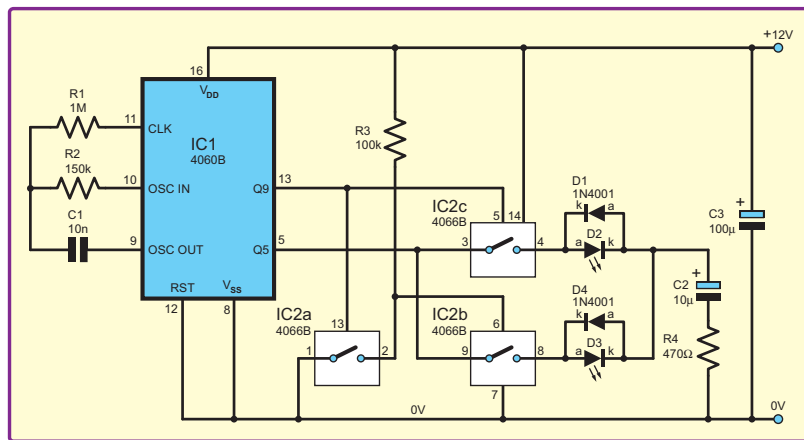 +12V
16
VDD
R1
1M
11
CLK
IC1
4060B
R2
150k
10
OSC IN
Q9
13
C1
10n
9
OSC OUT
Q5
5
RST
VSS
12
8
R3
100k
IC2c
4066B
5
14
3
4
D1
1N4001
k
a
D2
a
k
C3
100μ
+
IC2a
4066B
13
1
2
IC2b
4066B
6
9
8
7
D4
1N4001
k
a
D3
a
k
+
C2
10μ
R4
470Ω
0V
0V